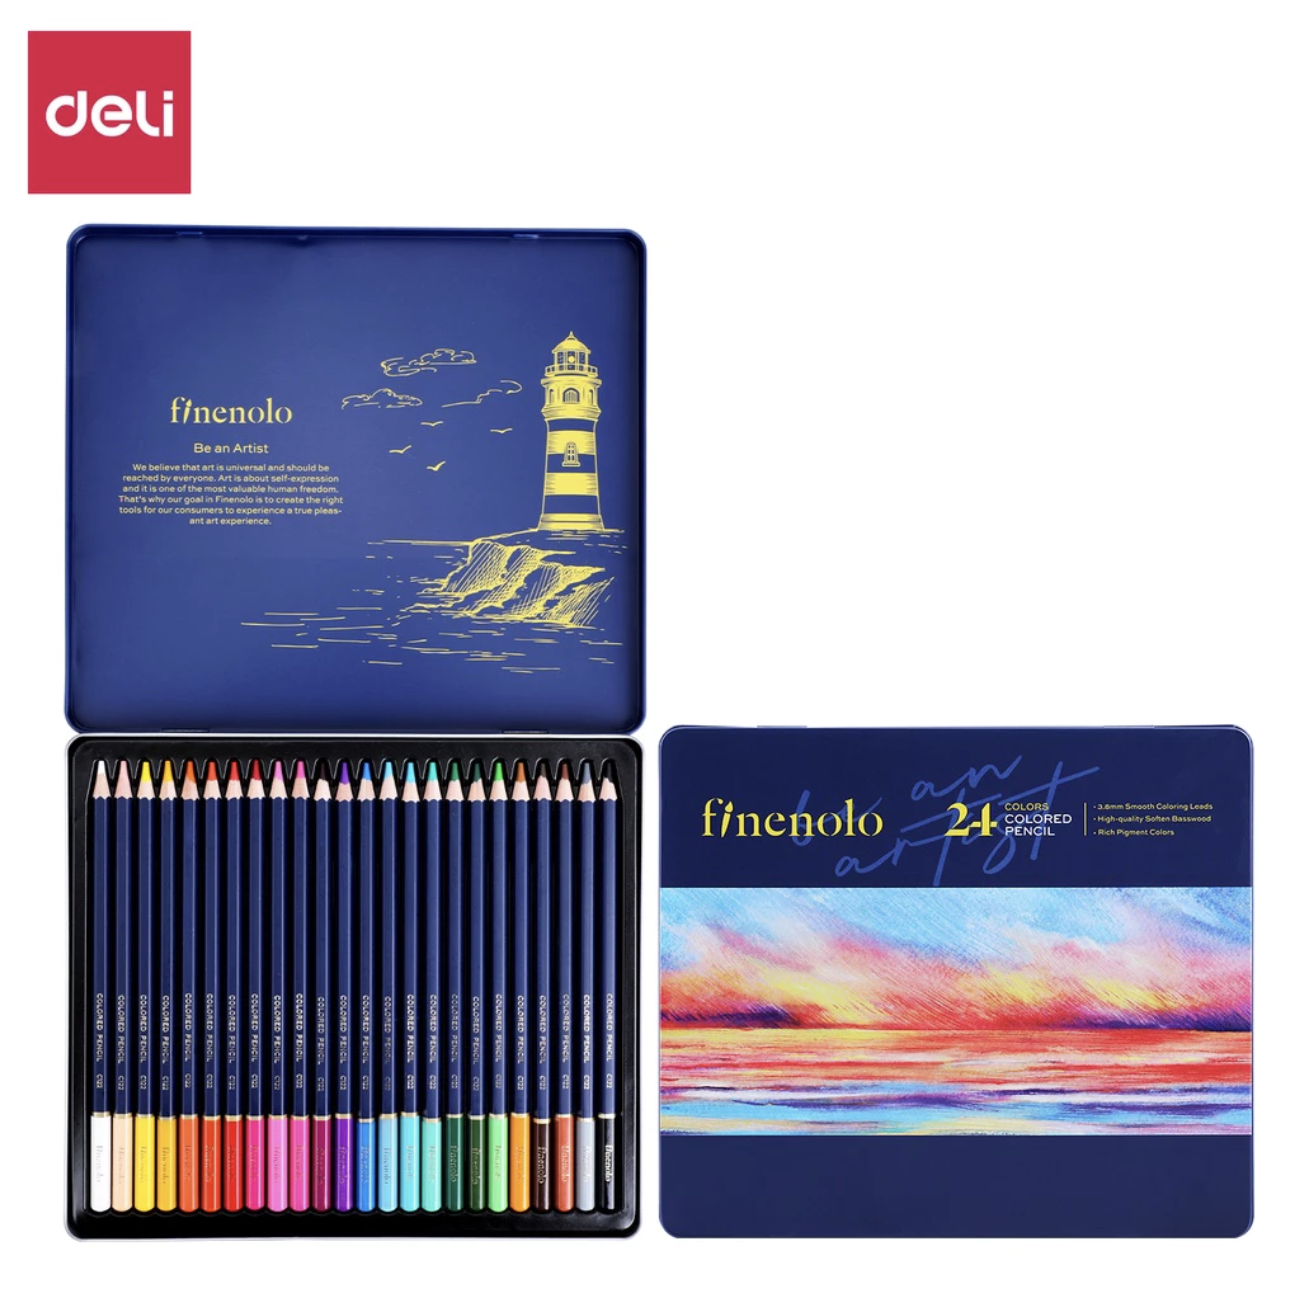 deli
finenolo
Be an Artist
We believe that art is universal and should be
reached by everyone. Art is about self-expression
and it is one of the most valuable human freedom.
That's why our goal in Finenolo is to create the right
tools for our consumers to experience a true pleas-
ant art experience.
be an
artist
finenolo
24
COLORS
COLORED
PENCIL
• 3.8mm Smooth Coloring Leads
• High-quality Soften Basswood
• Rich Pigment Colors
COLORED PENCIL C122
finenolo